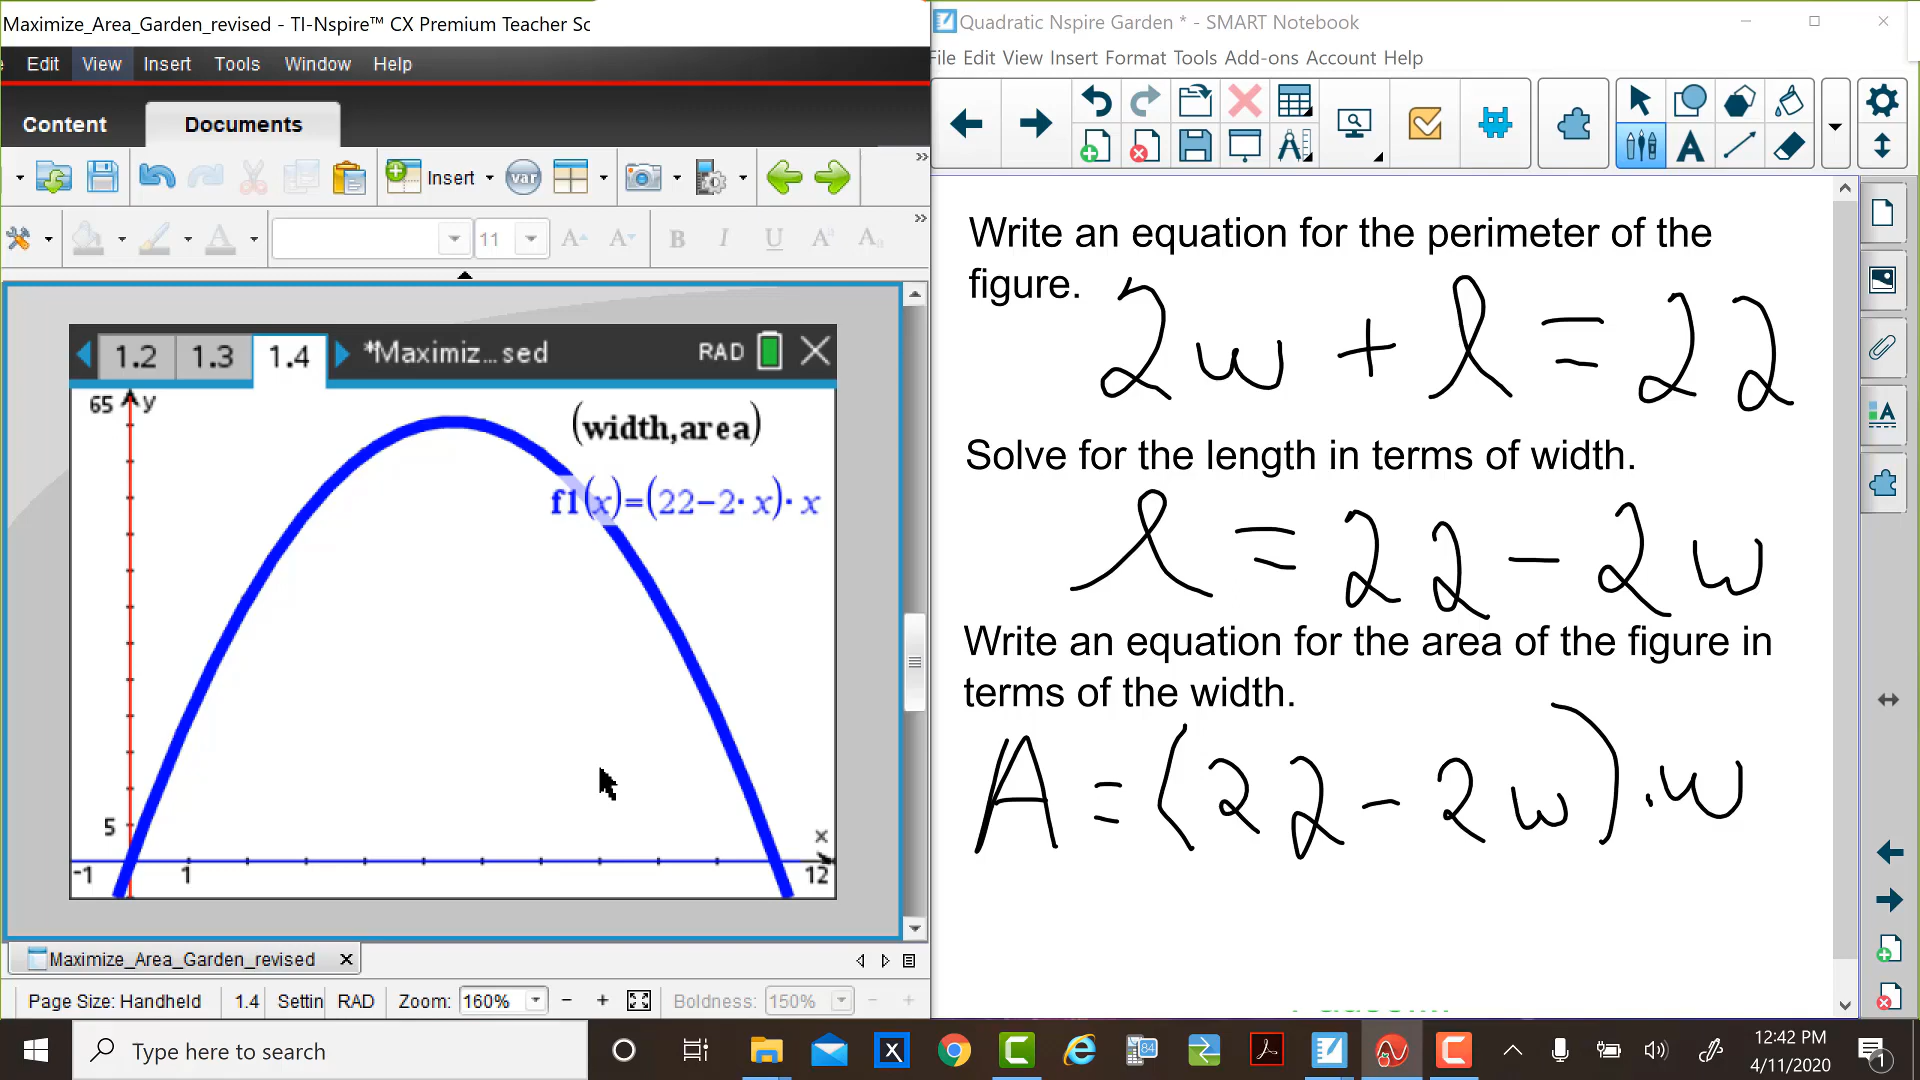 Maximize_Area_Garden_revised - TI-Nspire™ CX Premium Teacher Sc
Edit View Insert Tools Window Help
Content Documents
Insert var
11 B I U A A
1.2 1.3 1.4 *Maximiz...sed RAD
65 y
(width,area)
f1(x)=(22-2·x)·x
5
x
-1 1 12
Maximize_Area_Garden_revised
Page Size: Handheld 1.4 Settin RAD Zoom: 160% - + Boldness: 150% - +
Quadratic Nspire Garden * - SMART Notebook
File Edit View Insert Format Tools Add-ons Account Help
Write an equation for the perimeter of the
figure.
2w + l = 22
Solve for the length in terms of width.
l = 22 - 2w
Write an equation for the area of the figure in
terms of the width.
A = (22 - 2w) · w
Type here to search
84
12:42 PM
4/11/2020
1